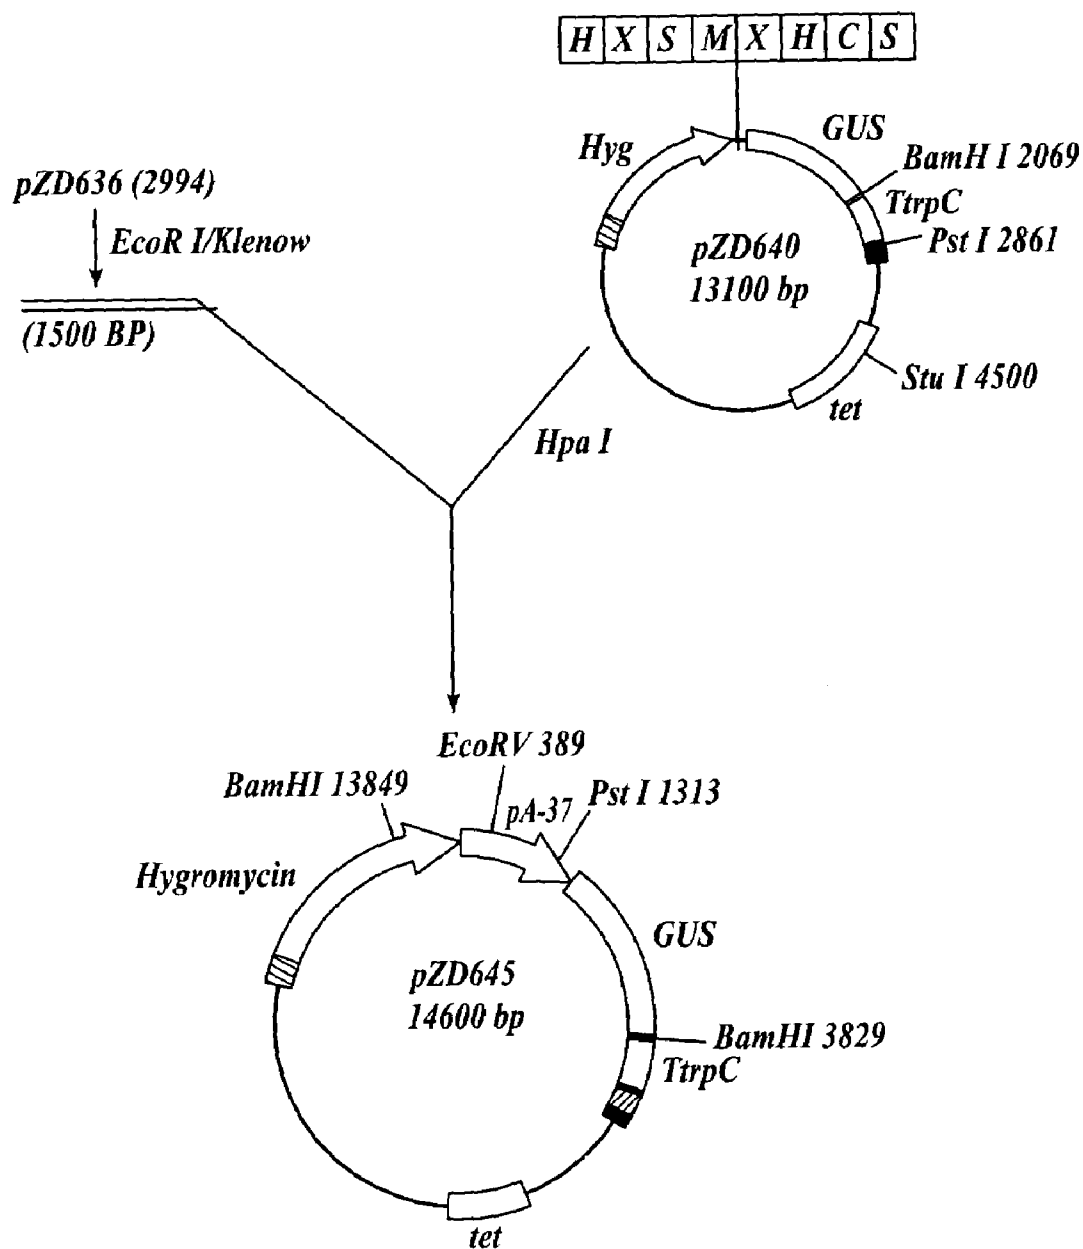 H X S M X H C S
Hyg
GUS
BamH I 2069
TtrpC
Pst I 2861
pZD640
13100 bp
Stu I 4500
tet
pZD636 (2994)
EcoR I/Klenow
(1500 BP)
Hpa I
EcoRV 389
BamHI 13849
pA-37
Pst I 1313
Hygromycin
GUS
pZD645
14600 bp
BamHI 3829
TtrpC
tet